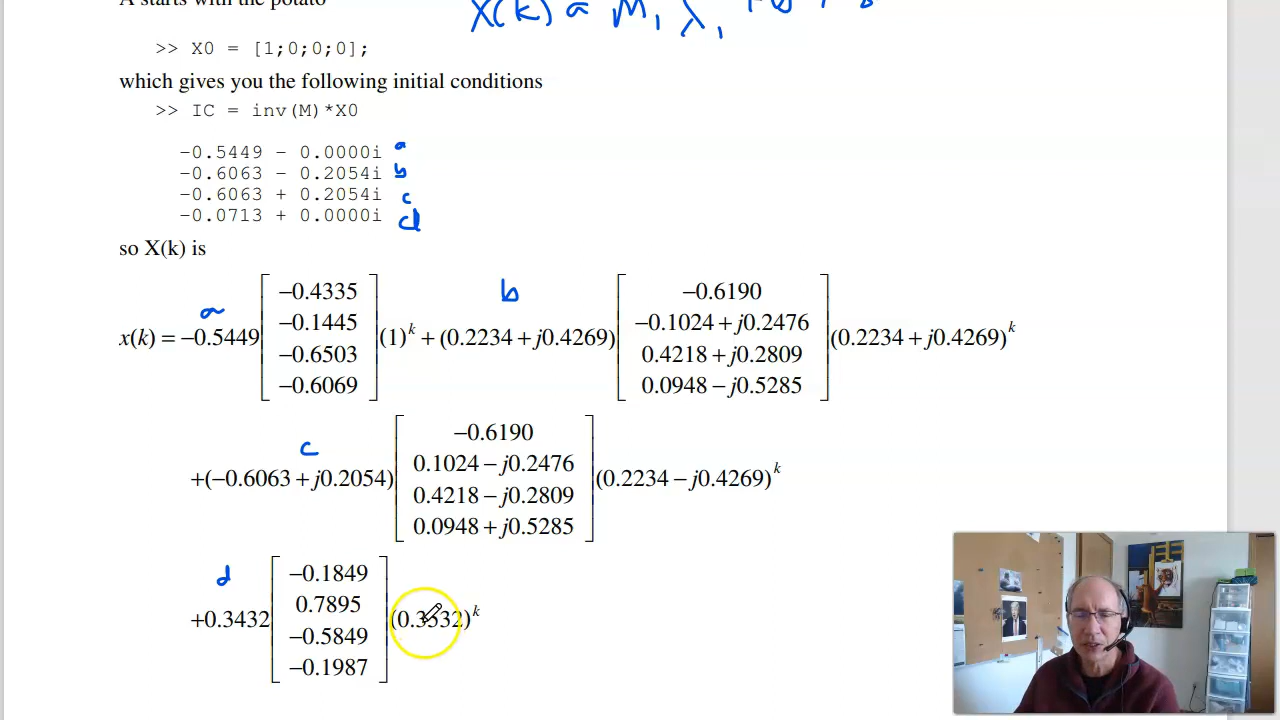 A starts with the potato
X(k) = M₁ λ₁
>> X0 = [1;0;0;0];
which gives you the following initial conditions
>> IC = inv(M)*X0
-0.5449 - 0.0000i a
-0.6063 - 0.2054i b
-0.6063 + 0.2054i c
-0.0713 + 0.0000i d
so X(k) is
a b
x(k) = −0.5449 [−0.4335 −0.1445 −0.6503 −0.6069] (1)^k + (0.2234 + j0.4269) [−0.6190 −0.1024 + j0.2476 0.4218 + j0.2809 0.0948 − j0.5285] (0.2234 + j0.4269)^k
c
+(−0.6063 + j0.2054) [−0.6190 0.1024 − j0.2476 0.4218 − j0.2809 0.0948 + j0.5285] (0.2234 − j0.4269)^k
d
+0.3432 [−0.1849 0.7895 −0.5849 −0.1987] (0.3532)^k